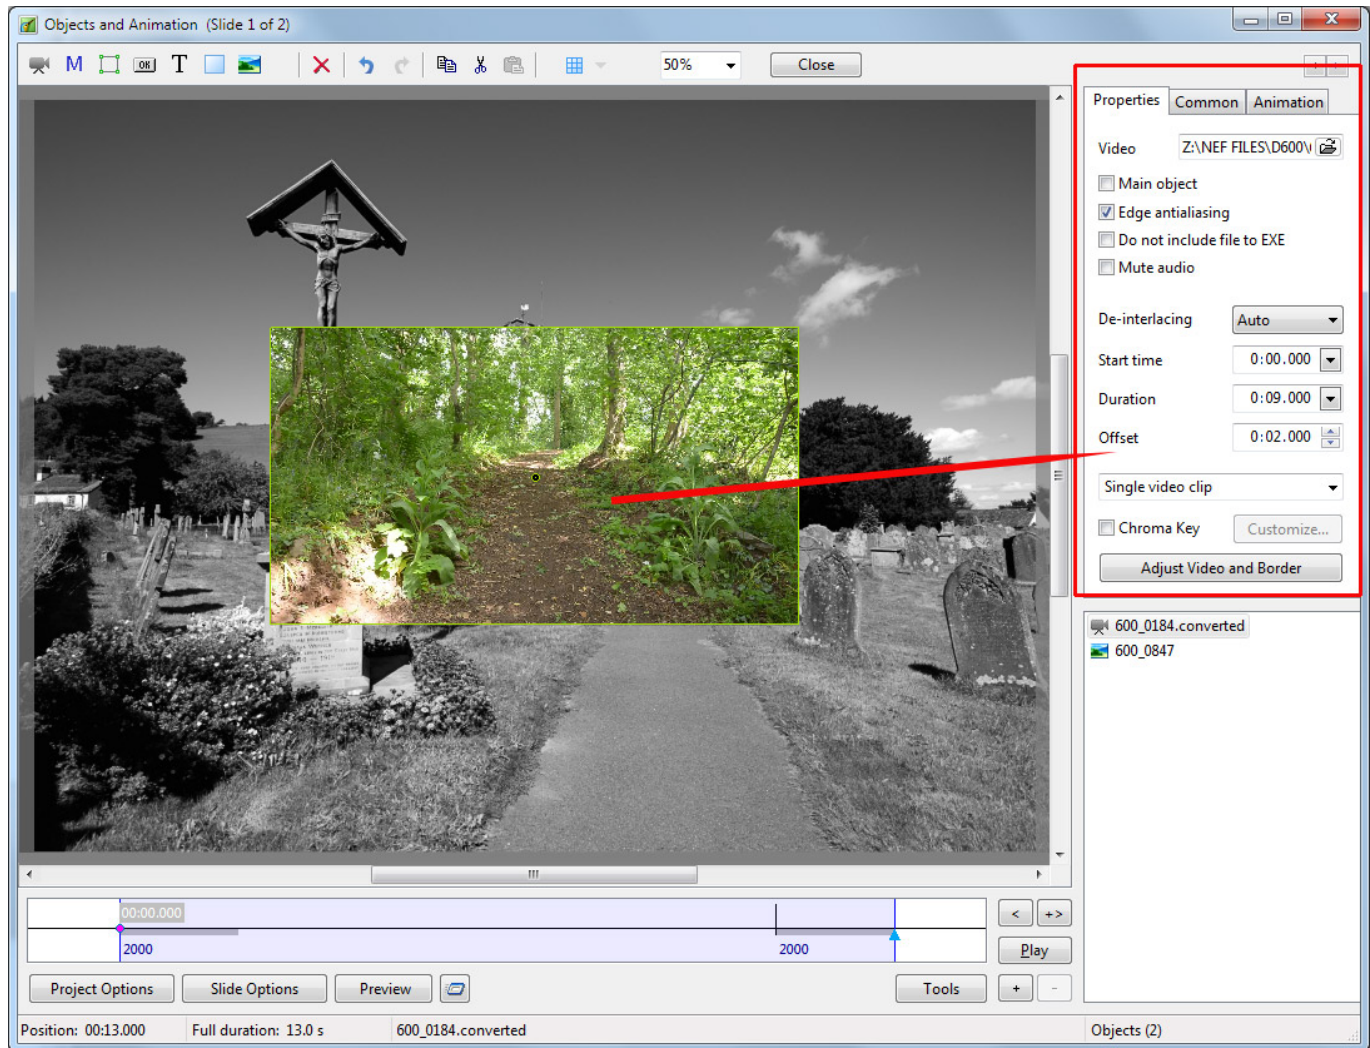 Objects and Animation (Slide 1 of 2)
M OK T 50% Close
Properties Common Animation
Video Z:\NEF FILES\D600\
Main object
Edge antialiasing
Do not include file to EXE
Mute audio
De-interlacing Auto
Start time 0:00.000
Duration 0:09.000
Offset 0:02.000
Single video clip
Chroma Key Customize...
Adjust Video and Border
600_0184.converted
600_0847
00:00.000
< +>
2000 2000 Play
Project Options Slide Options Preview Tools + -
Position: 00:13.000 Full duration: 13.0 s 600_0184.converted Objects (2)